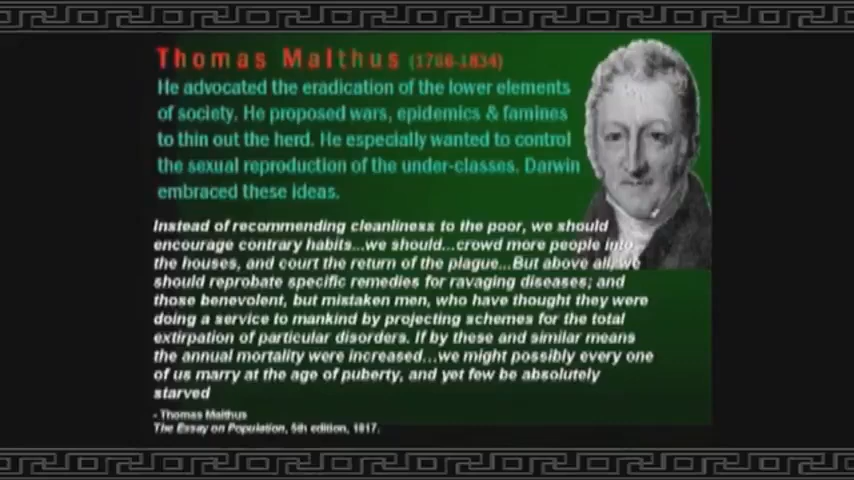 Thomas Malthus (1766-1834)
He advocated the eradication of the lower elements
of society. He proposed wars, epidemics & famines
to thin out the herd. He especially wanted to control
the sexual reproduction of the under-classes. Darwin
embraced these ideas.
Instead of recommending cleanliness to the poor, we should
encourage contrary habits...we should...crowd more people into
the houses, and court the return of the plague...But above all, we
should reprobate specific remedies for ravaging diseases; and
those benevolent, but mistaken men, who have thought they were
doing a service to mankind by projecting schemes for the total
extirpation of particular disorders. If by these and similar means
the annual mortality were increased...we might possibly every one
of us marry at the age of puberty, and yet few be absolutely
starved
- Thomas Malthus
The Essay on Population, 5th edition, 1817.